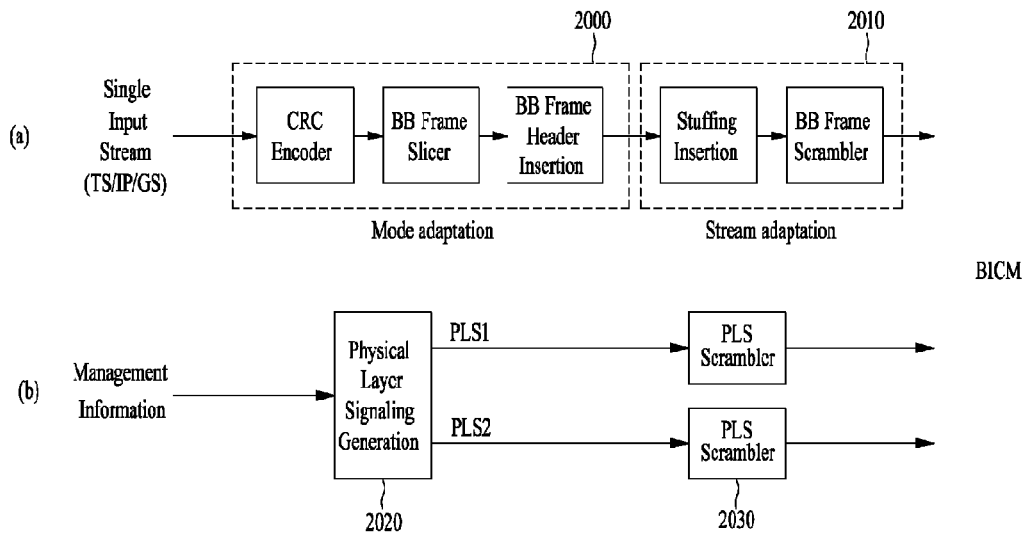 2000
2010
(a)
Single
Input
Stream
(TS/IP/GS)
CRC
Encoder
BB Frame
Slicer
BB Frame
Header
Insertion
Stuffing
Insertion
BB Frame
Scrambler
Mode adaptation
Stream adaptation
BICM
(b)
Management
Information
Physical
Layer
Signaling
Generation
PLS1
PLS2
PLS
Scrambler
PLS
Scrambler
2020
2030